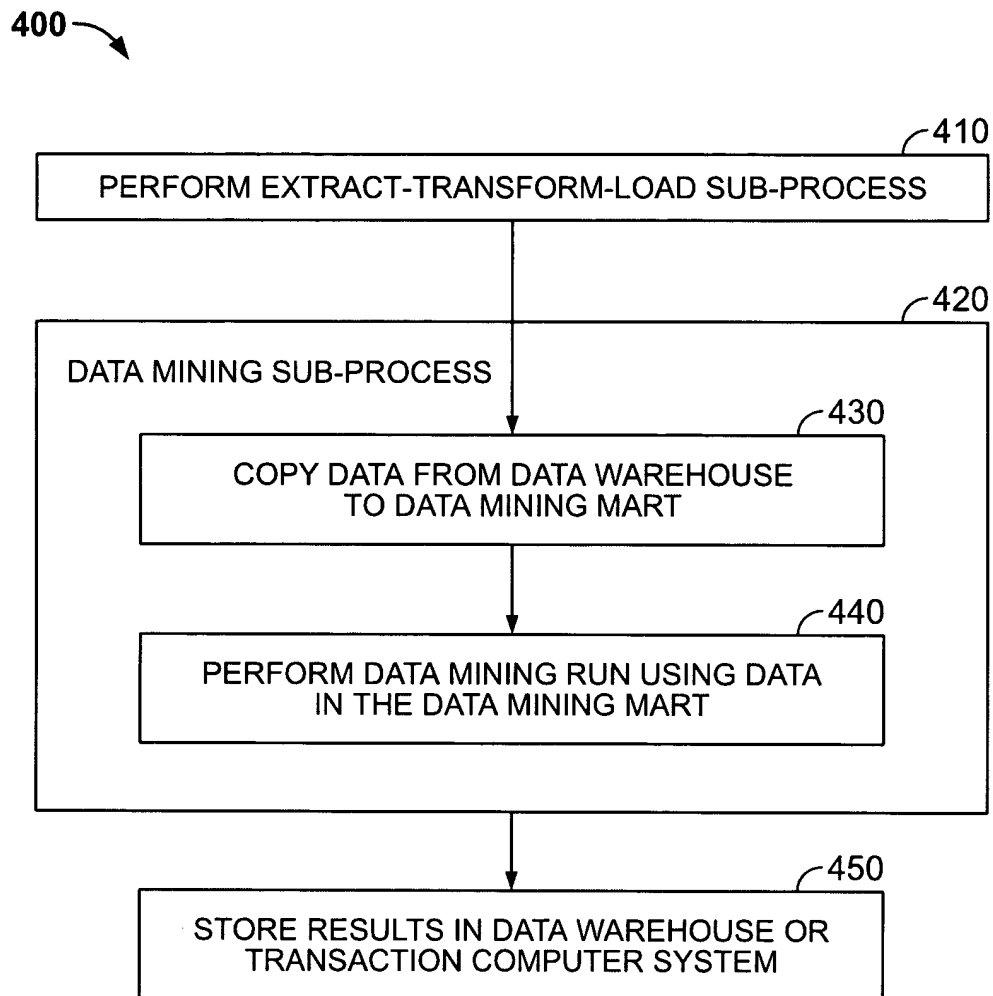 400
410
PERFORM EXTRACT-TRANSFORM-LOAD SUB-PROCESS
420
DATA MINING SUB-PROCESS
430
COPY DATA FROM DATA WAREHOUSE
TO DATA MINING MART
440
PERFORM DATA MINING RUN USING DATA
IN THE DATA MINING MART
450
STORE RESULTS IN DATA WAREHOUSE OR
TRANSACTION COMPUTER SYSTEM